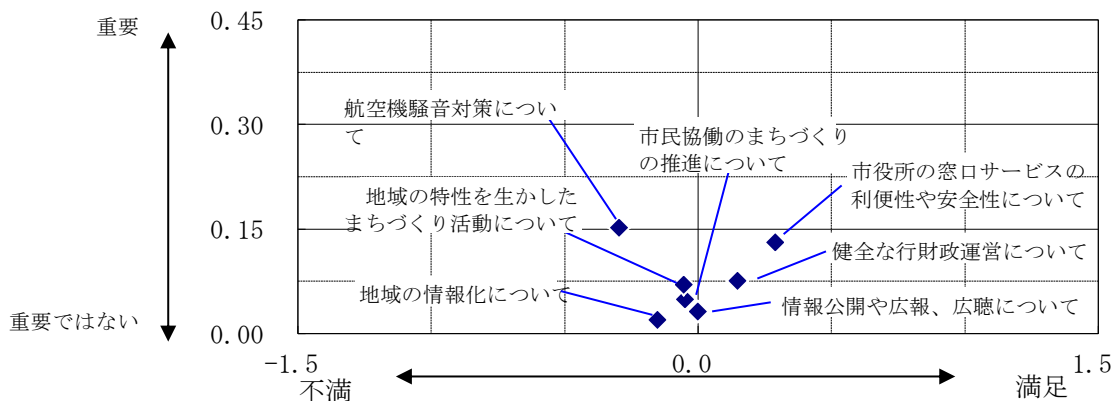 重要
0.45
0.30
0.15
0.00
重要ではない
航空機騒音対策につい
て
市民協働のまちづくり
の推進について
市役所の窓口サービスの
利便性や安全性について
地域の特性を生かした
まちづくり活動について
健全な行財政運営について
地域の情報化について
情報公開や広報、広聴について
-1.5
0.0
1.5
不満
満足